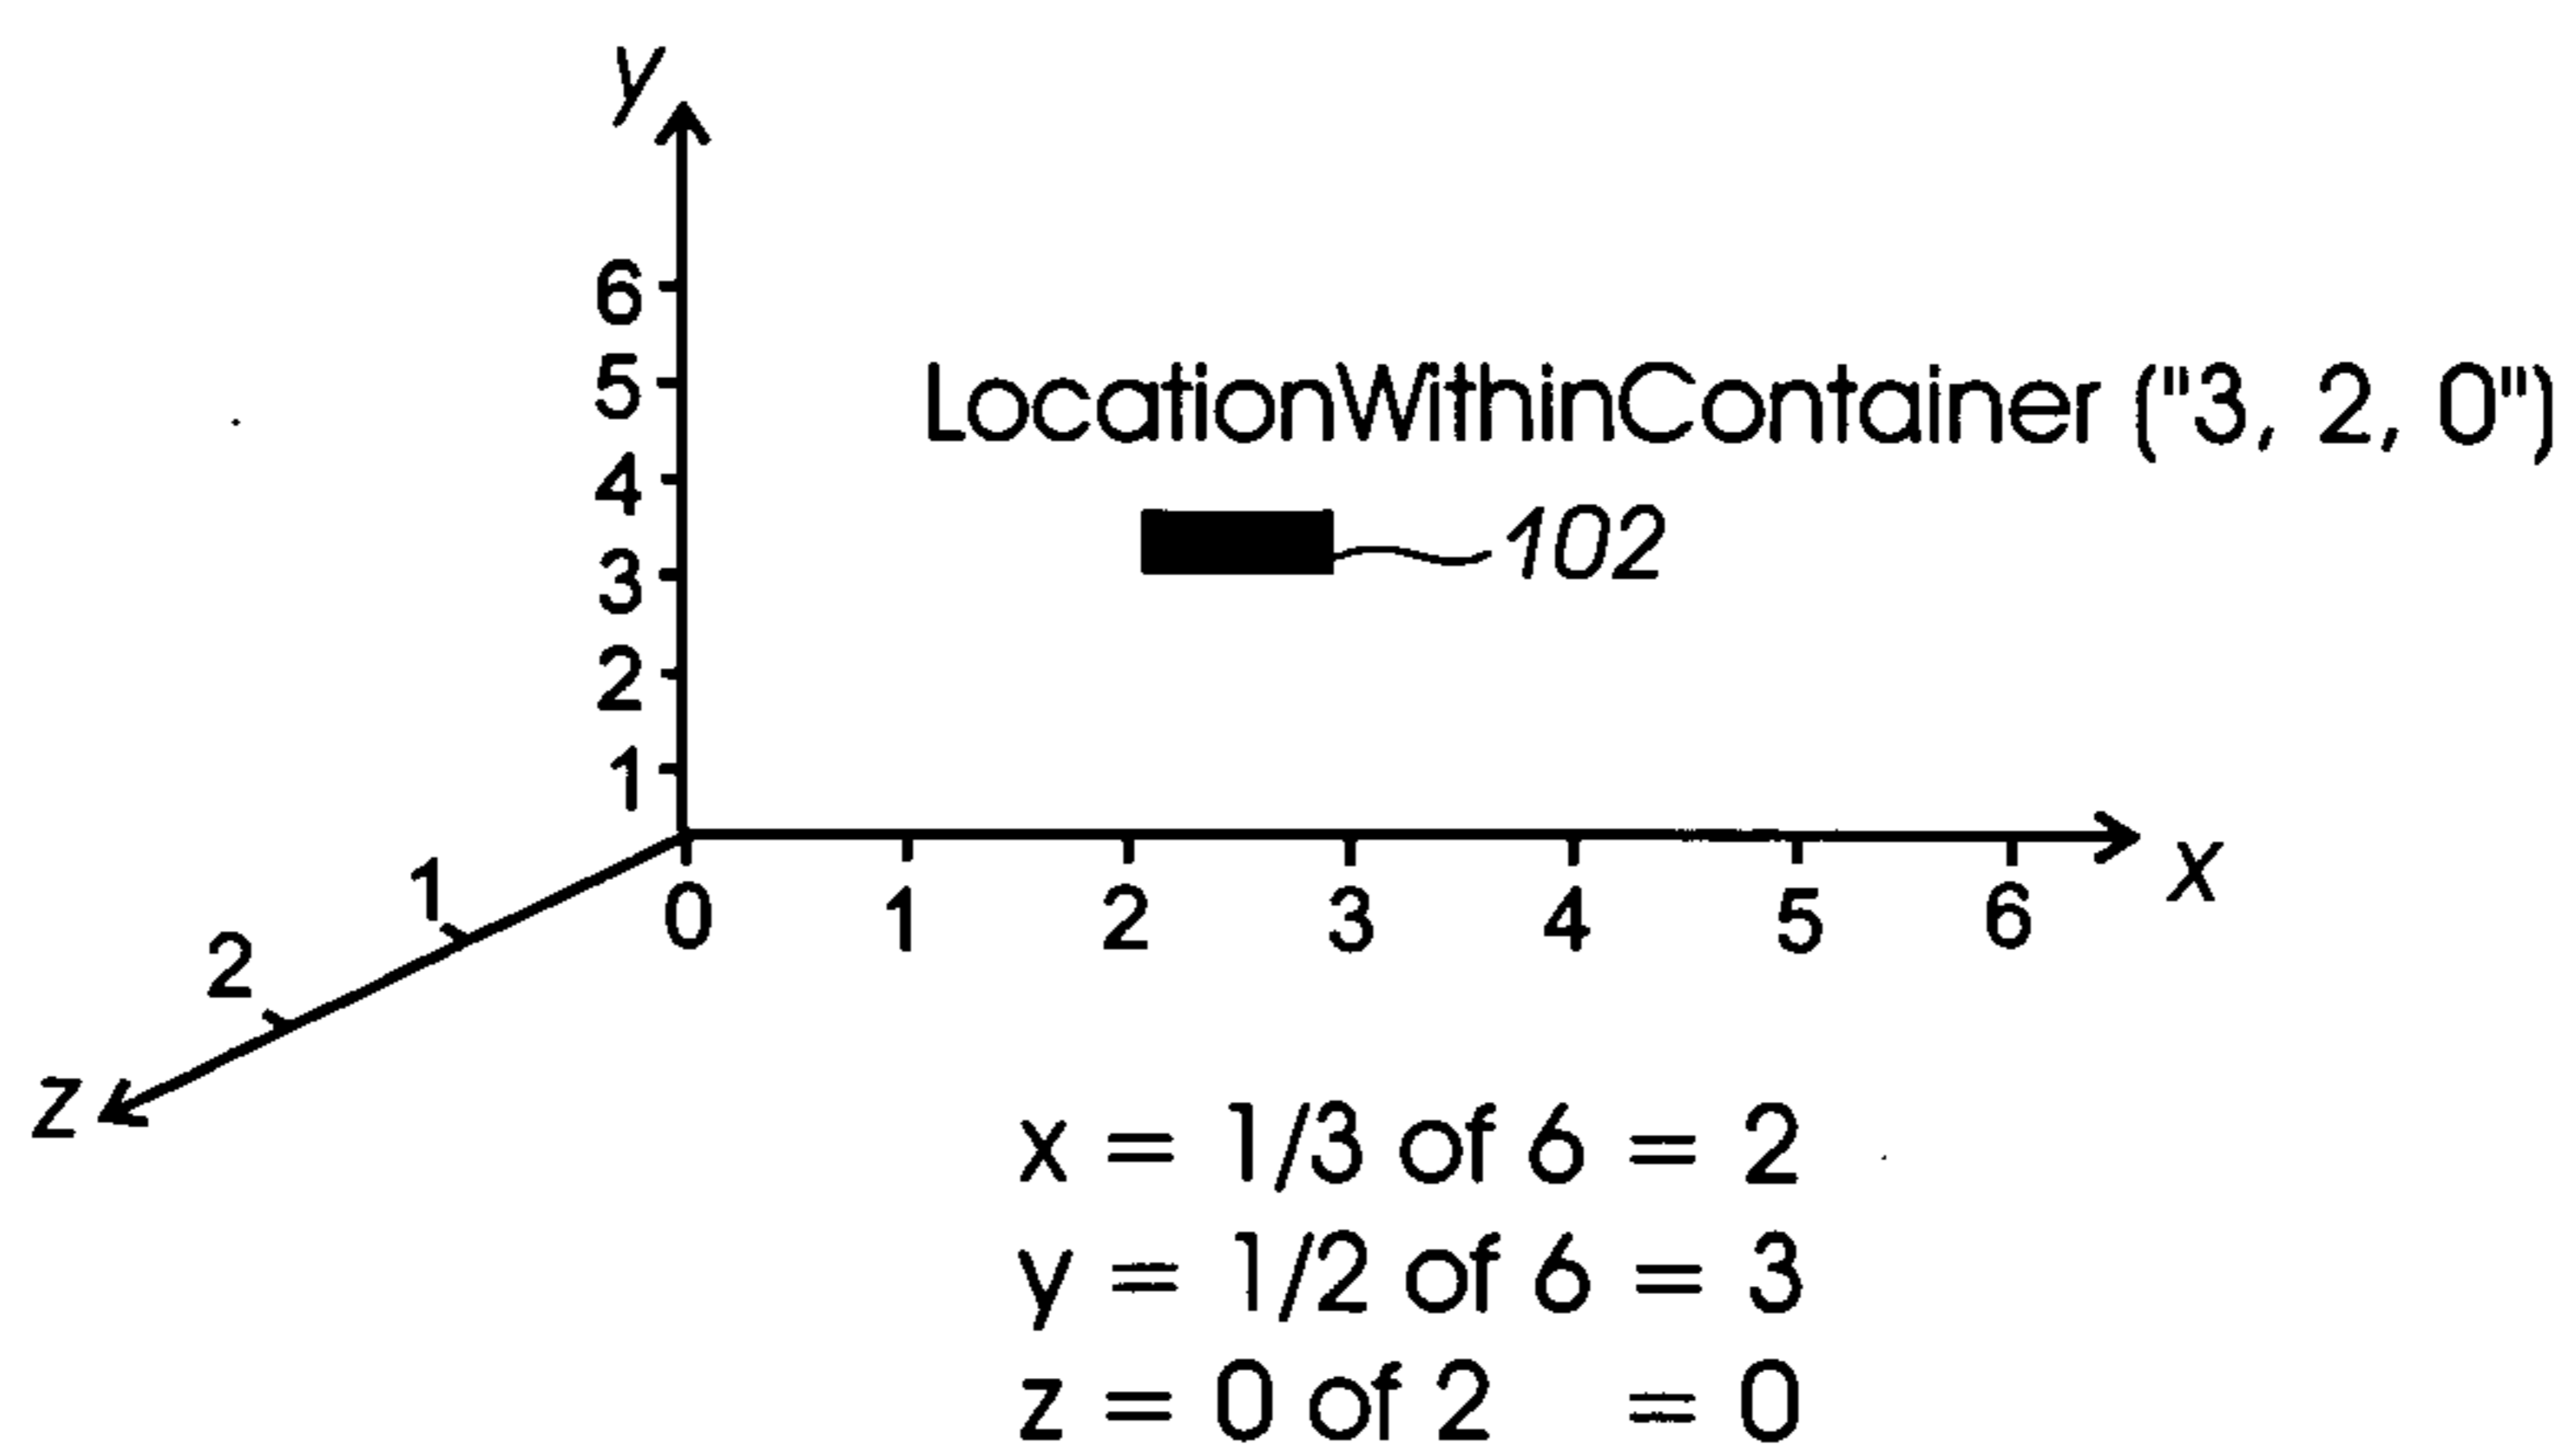 y
6
5
LocationWithinContainer ("3, 2, 0")
4
102
3
2
1
0 1 2 3 4 5 6 x
1
2
z
x = 1/3 of 6 = 2
y = 1/2 of 6 = 3
z = 0 of 2 = 0